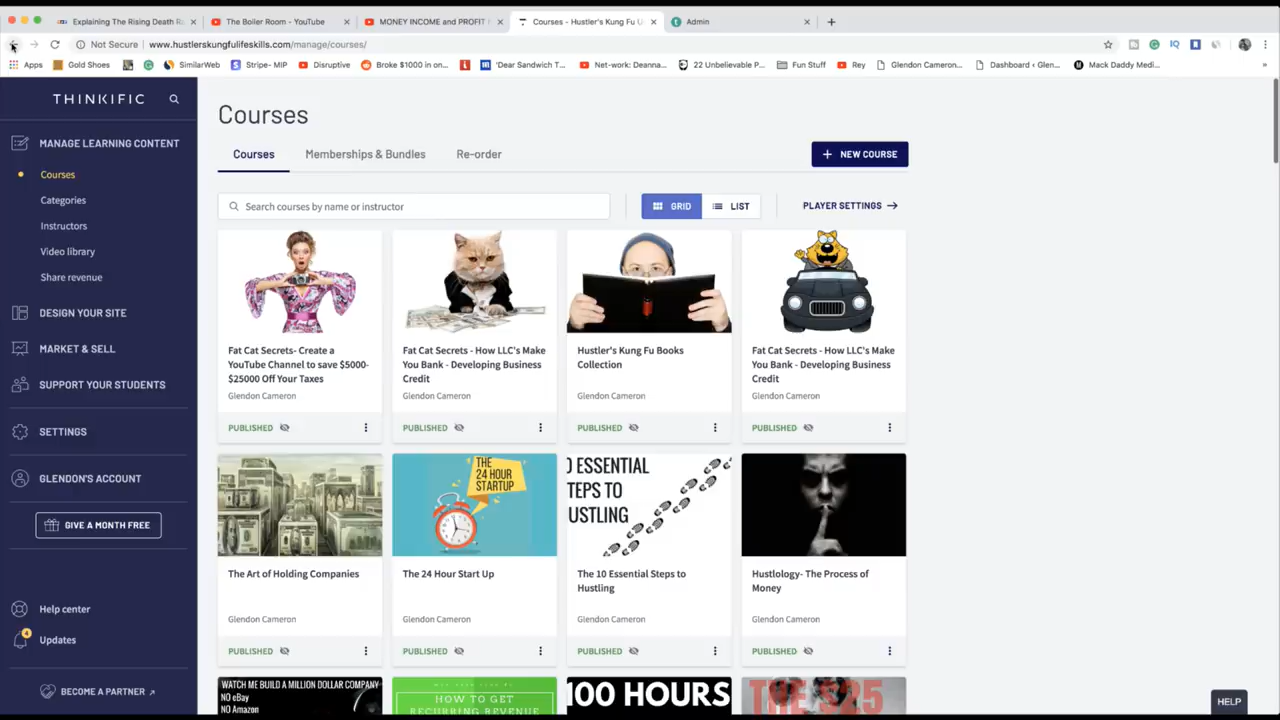 Explaining The Rising Death Ra
The Boiler Room - YouTube
MONEY INCOME and PROFIT
Courses - Hustler's Kung Fu U
Admin
Not Secure
www.hustlerskungfulifeskills.com/manage/courses/
Apps
Gold Shoes
SimilarWeb
Stripe- MIP
Disruptive
Broke $1000 in on...
'Dear Sandwich T...
Net-work: Deanna...
22 Unbelievable P...
Fun Stuff
Rey
Glendon Cameron...
Dashboard ‹ Glen...
Mack Daddy Medi...
THINKIFIC
MANAGE LEARNING CONTENT
Courses
Categories
Instructors
Video library
Share revenue
DESIGN YOUR SITE
MARKET & SELL
SUPPORT YOUR STUDENTS
SETTINGS
GLENDON'S ACCOUNT
GIVE A MONTH FREE
Help center
4
Updates
BECOME A PARTNER
Courses
Courses
Memberships & Bundles
Re-order
+ NEW COURSE
Search courses by name or instructor
GRID
LIST
PLAYER SETTINGS →
Fat Cat Secrets- Create a
YouTube Channel to save $5000-
$25000 Off Your Taxes
Glendon Cameron
PUBLISHED
Fat Cat Secrets - How LLC's Make
You Bank - Developing Business
Credit
Glendon Cameron
PUBLISHED
Hustler's Kung Fu Books
Collection
Glendon Cameron
PUBLISHED
Fat Cat Secrets - How LLC's Make
You Bank - Developing Business
Credit
Glendon Cameron
PUBLISHED
The Art of Holding Companies
Glendon Cameron
PUBLISHED
THE
24 HOUR
STARTUP
The 24 Hour Start Up
Glendon Cameron
PUBLISHED
0 ESSENTIAL
TEPS TO
USTLING
The 10 Essential Steps to
Hustling
Glendon Cameron
PUBLISHED
Hustlology- The Process of
Money
Glendon Cameron
PUBLISHED
WATCH ME BUILD A MILLION DOLLAR COMPANY
NO eBay
NO Amazon
HOW TO GET
RECURRING REVENUE
100 HOURS
THE $25
HELP